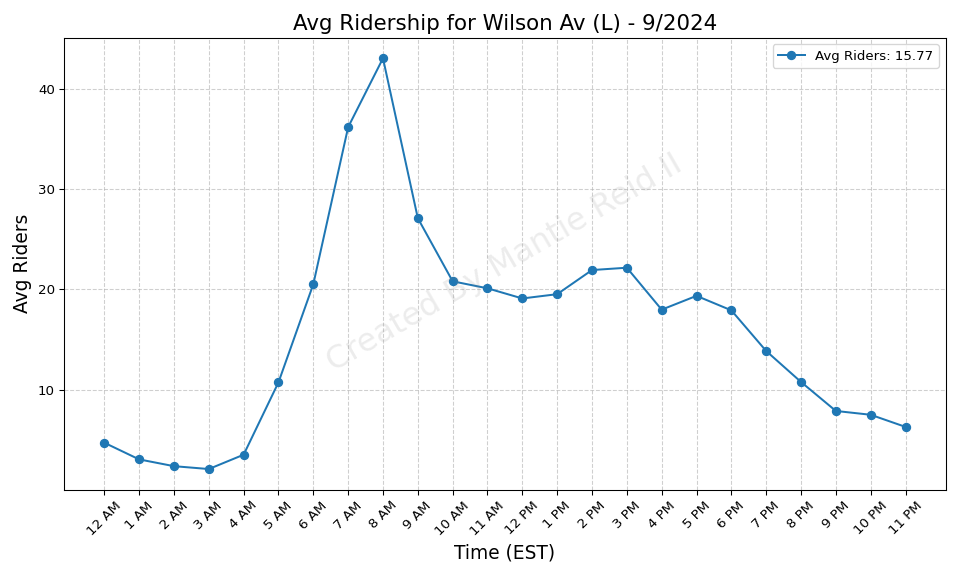 Avg Ridership for Wilson Av (L) - 9/2024
Avg Riders: 15.77
40
30
20
10
Avg Riders
Created By Mantie Reid II
12 AM
1 AM
2 AM
3 AM
4 AM
5 AM
6 AM
7 AM
8 AM
9 AM
10 AM
11 AM
12 PM
1 PM
2 PM
3 PM
4 PM
5 PM
6 PM
7 PM
8 PM
9 PM
10 PM
11 PM
Time (EST)